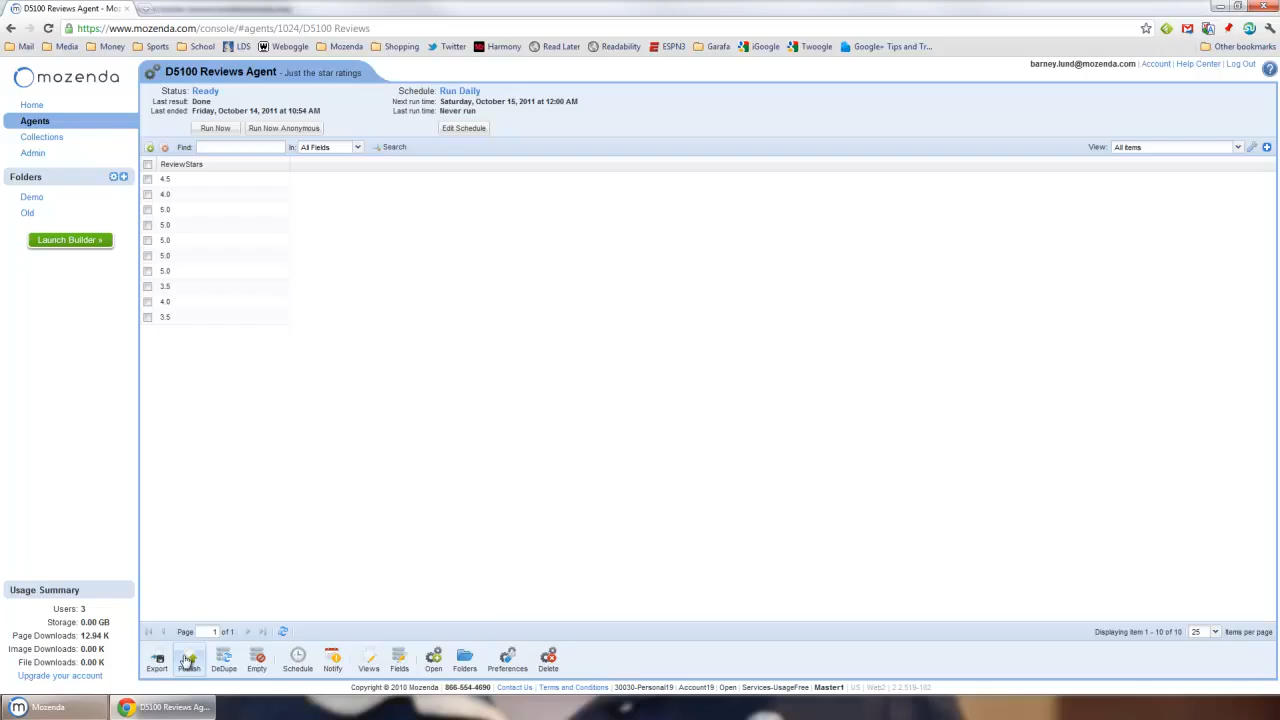 D5100 Reviews Agent - Moz
https://www.mozenda.com/console/#agents/1024/D5100 Reviews
Mail Media Money Sports School LDS Weboggle Mozenda Shopping Twitter Harmony Read Later Readability ESPN3 Garafa iGoogle Twoogle Google+ Tips and Tr... Other bookmarks
mozenda
D5100 Reviews Agent - Just the star ratings
barney.lund@mozenda.com | Account | Help Center | Log Out
Home
Agents
Collections
Admin
Folders
Demo
Old
Launch Builder »
Status: Ready
Last result: Done
Last ended: Friday, October 14, 2011 at 10:54 AM
Run Now Run Now Anonymous
Schedule: Run Daily
Next run time: Saturday, October 15, 2011 at 12:00 AM
Last run time: Never run
Edit Schedule
Find: In: All Fields Search View: All items
ReviewStars
4.5
4.0
5.0
5.0
5.0
5.0
5.0
3.5
4.0
3.5
Usage Summary
Users: 3
Storage: 0.00 GB
Page Downloads: 12.94 K
Image Downloads: 0.00 K
File Downloads: 0.00 K
Upgrade your account
Page 1 of 1 Displaying item 1 - 10 of 10 25 Items per page
Export Publish DeDupe Empty Schedule Notify Views Fields Open Folders Preferences Delete
Copyright © 2010 Mozenda | 866-554-4690 | Contact Us | Terms and Conditions | 30030-Personal19 | Account19 | Open | Services-UsageFree | Master1 | US | Web2 | 2.2.519-182
Mozenda D5100 Reviews Ag...